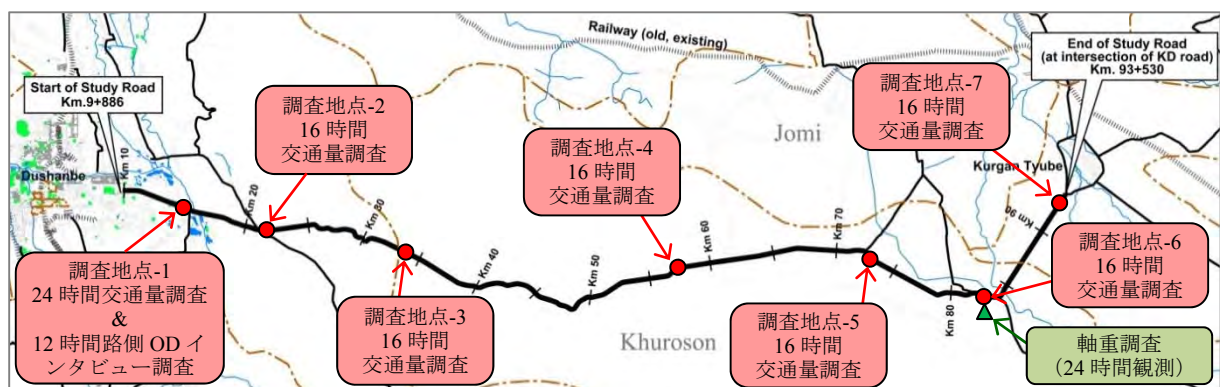 Railway (old, existing)
Start of Study Road
Km.9+886
End of Study Road
(at intersection of KD road)
Km. 93+530
調査地点-2
16 時間
交通量調査
調査地点-4
16 時間
交通量調査
調査地点-7
16 時間
交通量調査
Jomi
Dushanbe
Kurgan Tyube
Km 10
Km 20
Km 30
Km 40
Km 50
Km 60
Km 70
Km 80
Km 90
調査地点-1
24 時間交通量調査
&
12 時間路側 OD イ
ンタビュー調査
調査地点-3
16 時間
交通量調査
Khuroson
調査地点-5
16 時間
交通量調査
調査地点-6
16 時間
交通量調査
軸重調査
（24 時間観測）